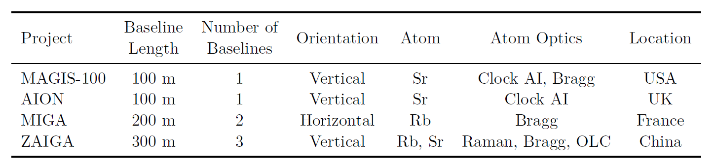 Project Baseline Length Number of Baselines Orientation Atom Atom Optics Location
MAGIS-100 100 m 1 Vertical Sr Clock AI, Bragg USA
AION 100 m 1 Vertical Sr Clock AI UK
MIGA 200 m 2 Horizontal Rb Bragg France
ZAIGA 300 m 3 Vertical Rb, Sr Raman, Bragg, OLC China